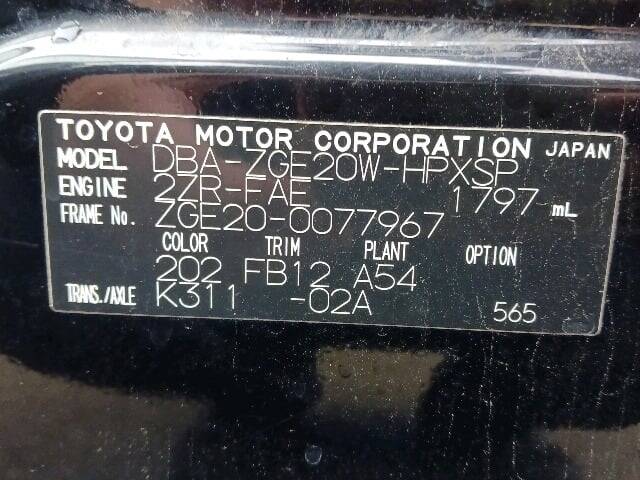 TOYOTA MOTOR CORPORATION JAPAN
MODEL DBA-ZGE20W-HPXSP
ENGINE 2ZR-FAE 1797 mL
FRAME No. ZGE20-0077967
COLOR TRIM PLANT OPTION
202 FB12 A54
TRANS./AXLE K311 -02A 565